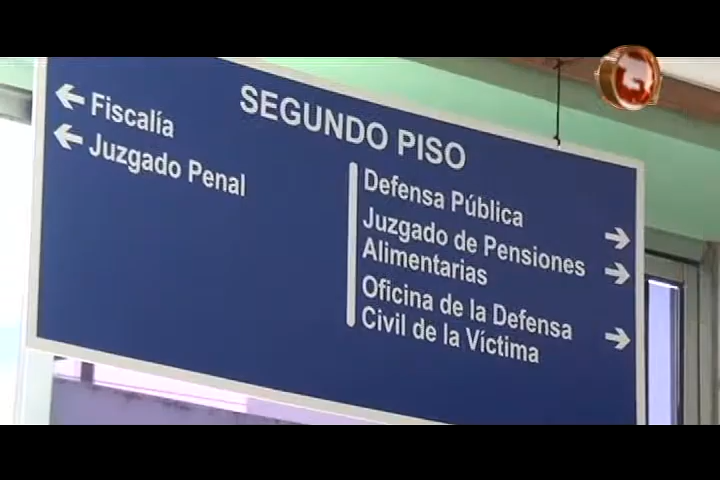 SEGUNDO PISO
Fiscalía
Juzgado Penal
Defensa Pública
Juzgado de Pensiones
Alimentarias
Oficina de la Defensa
Civil de la Víctima